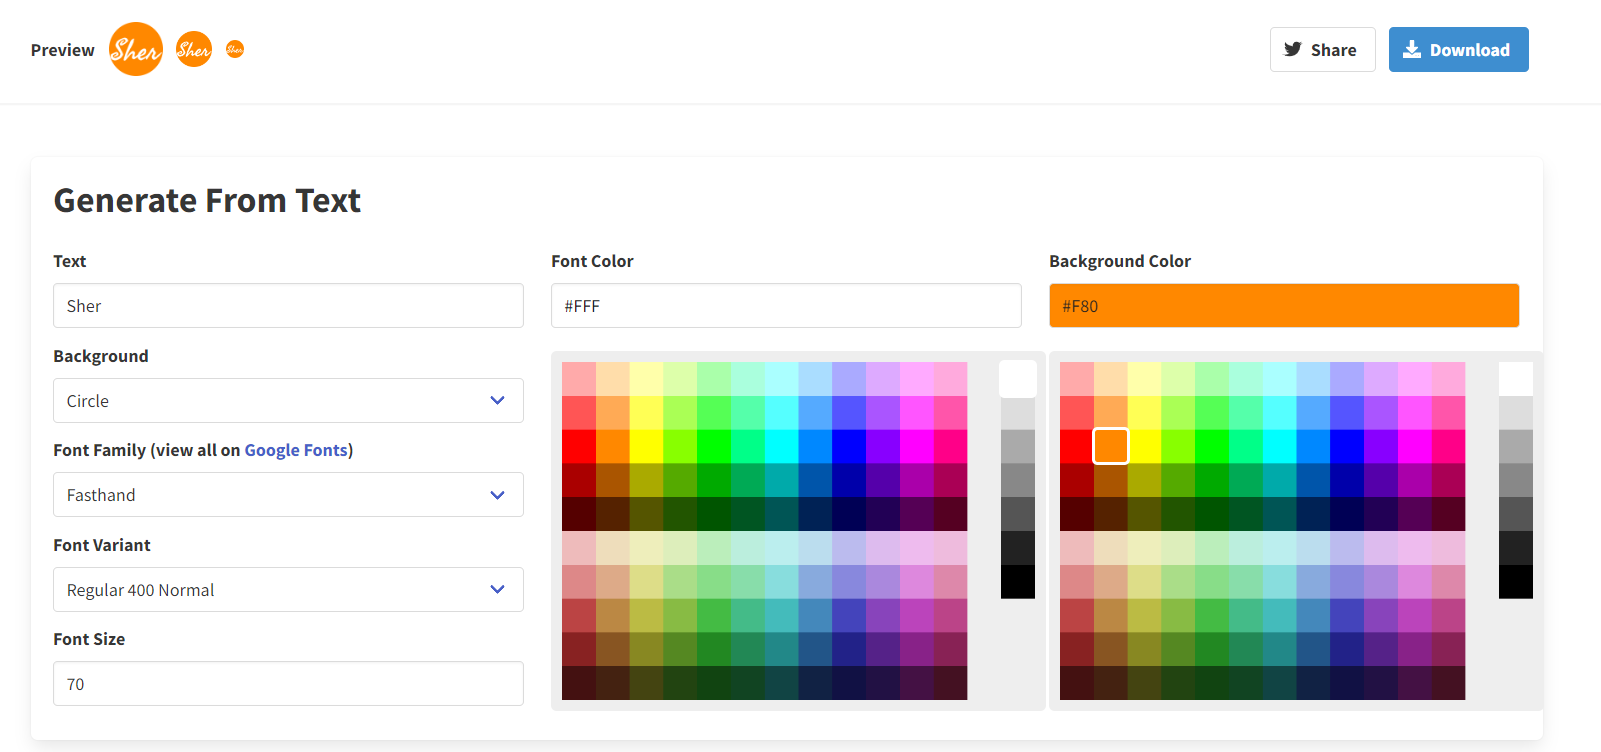 Preview Sher Sher Sher Share Download
Generate From Text
Text Font Color Background Color
Sher #FFF #F80
Background
Circle
Font Family (view all on Google Fonts)
Fasthand
Font Variant
Regular 400 Normal
Font Size
70